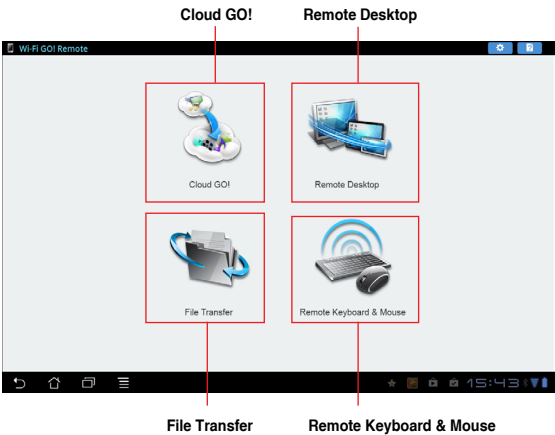 Cloud GO! Remote Desktop
Wi-Fi GO! Remote
Cloud GO! Remote Desktop
File Transfer Remote Keyboard & Mouse
15:43
File Transfer Remote Keyboard & Mouse